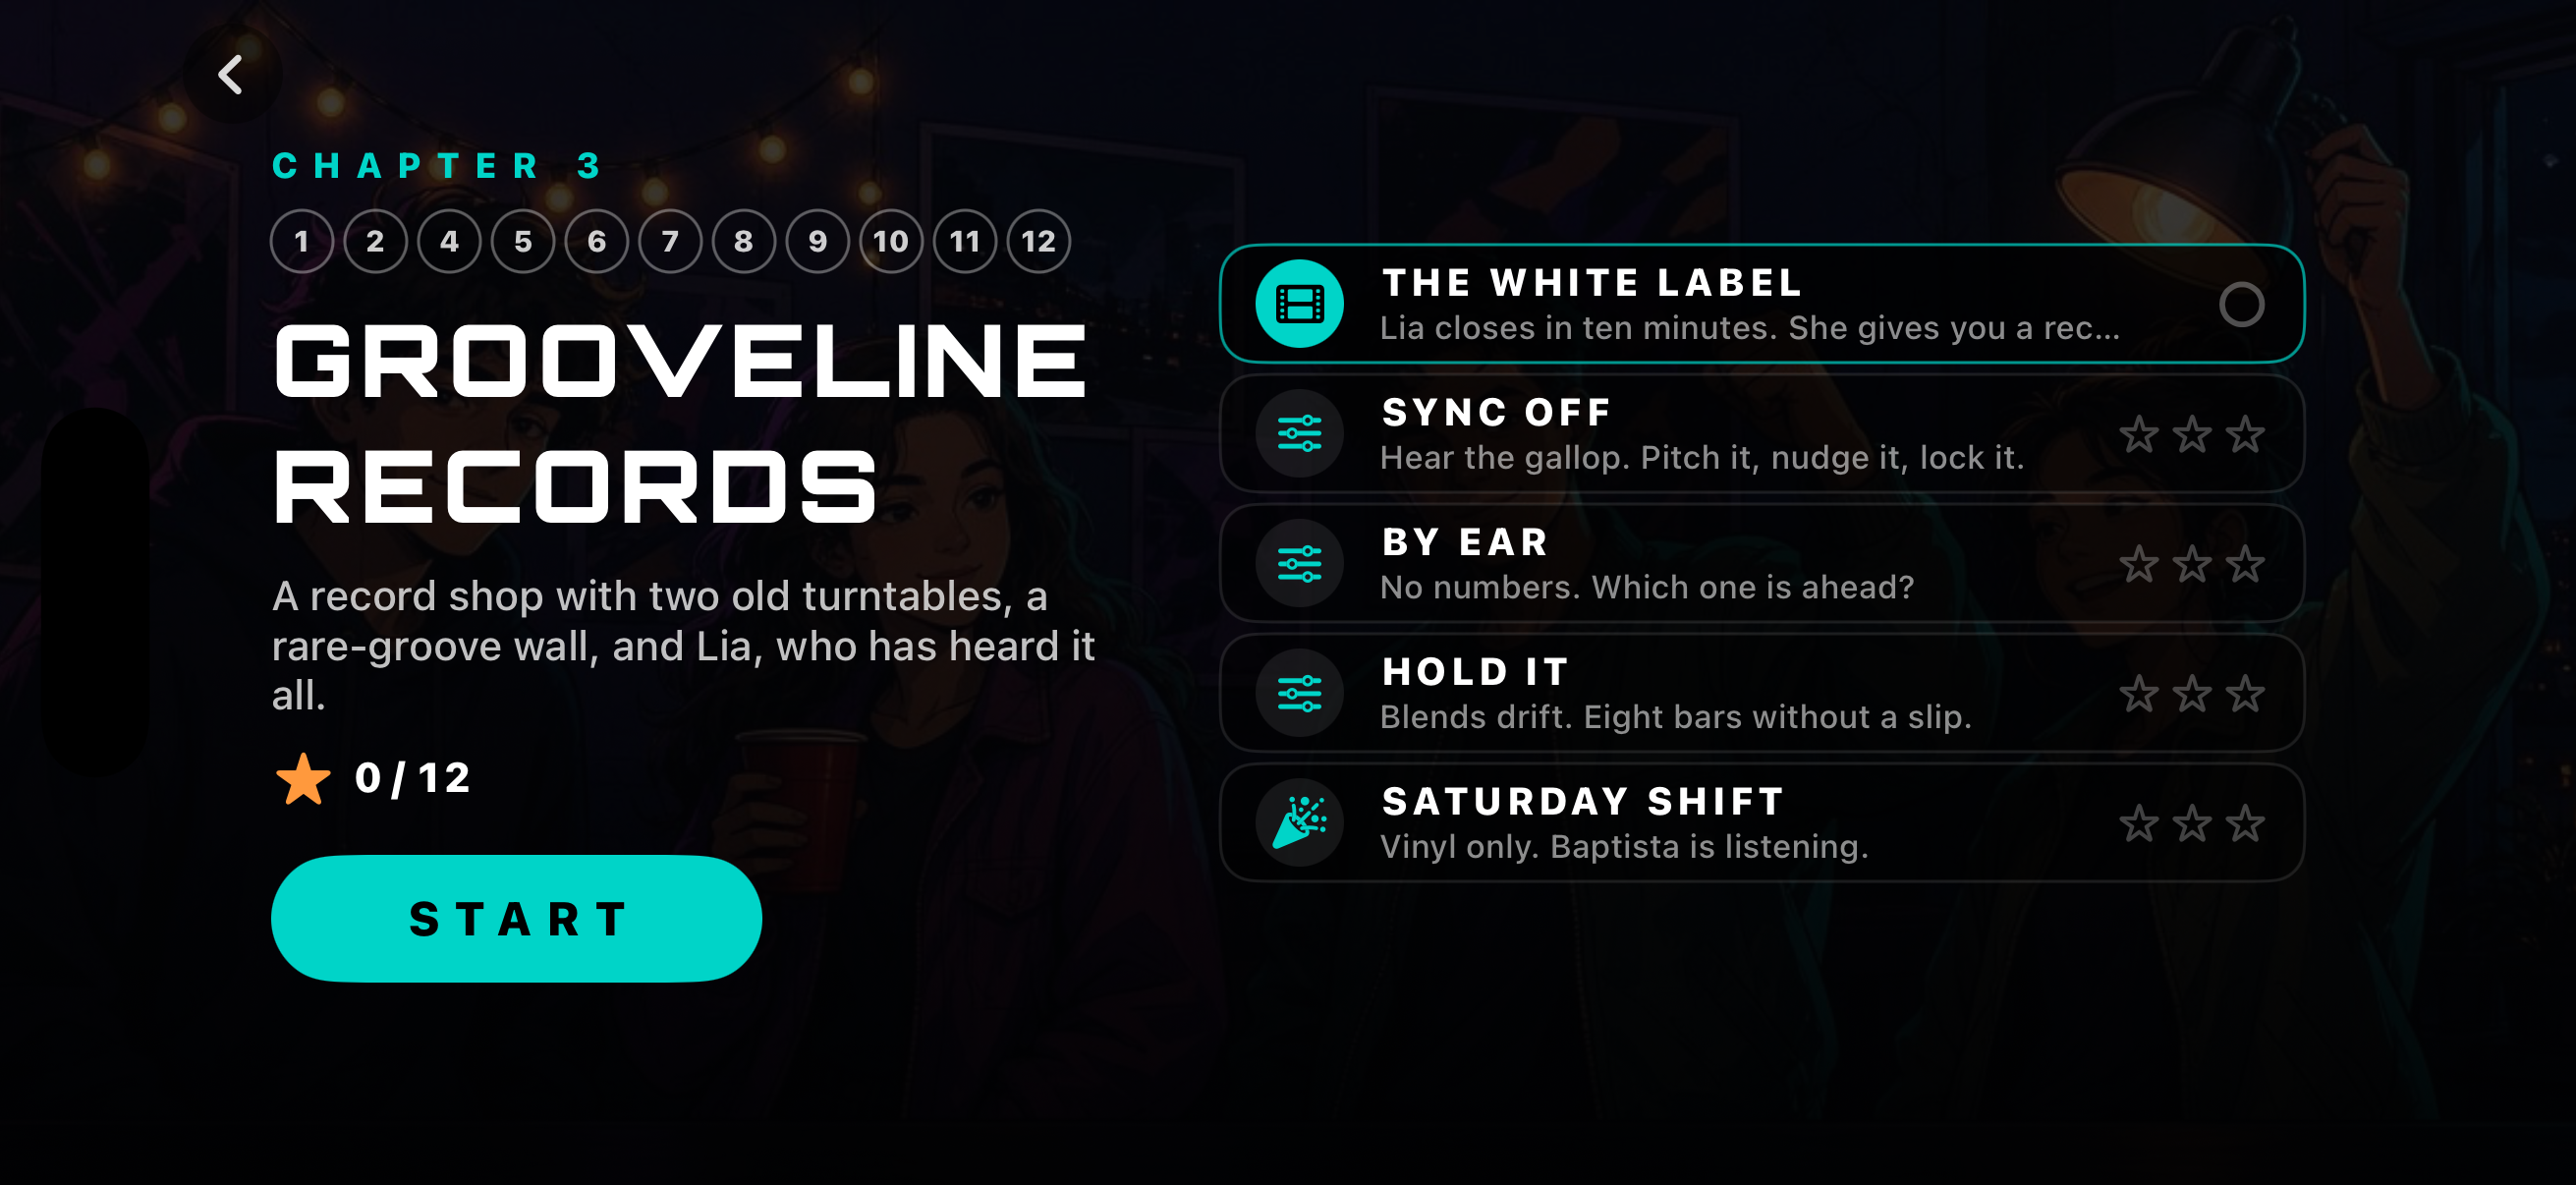 CHAPTER 3
1 2 4 5 6 7 8 9 10 11 12
GROOVELINE
RECORDS
A record shop with two old turntables, a
rare-groove wall, and Lia, who has heard it
all.
0 / 12
START
THE WHITE LABEL
Lia closes in ten minutes. She gives you a rec...
SYNC OFF
Hear the gallop. Pitch it, nudge it, lock it.
BY EAR
No numbers. Which one is ahead?
HOLD IT
Blends drift. Eight bars without a slip.
SATURDAY SHIFT
Vinyl only. Baptista is listening.